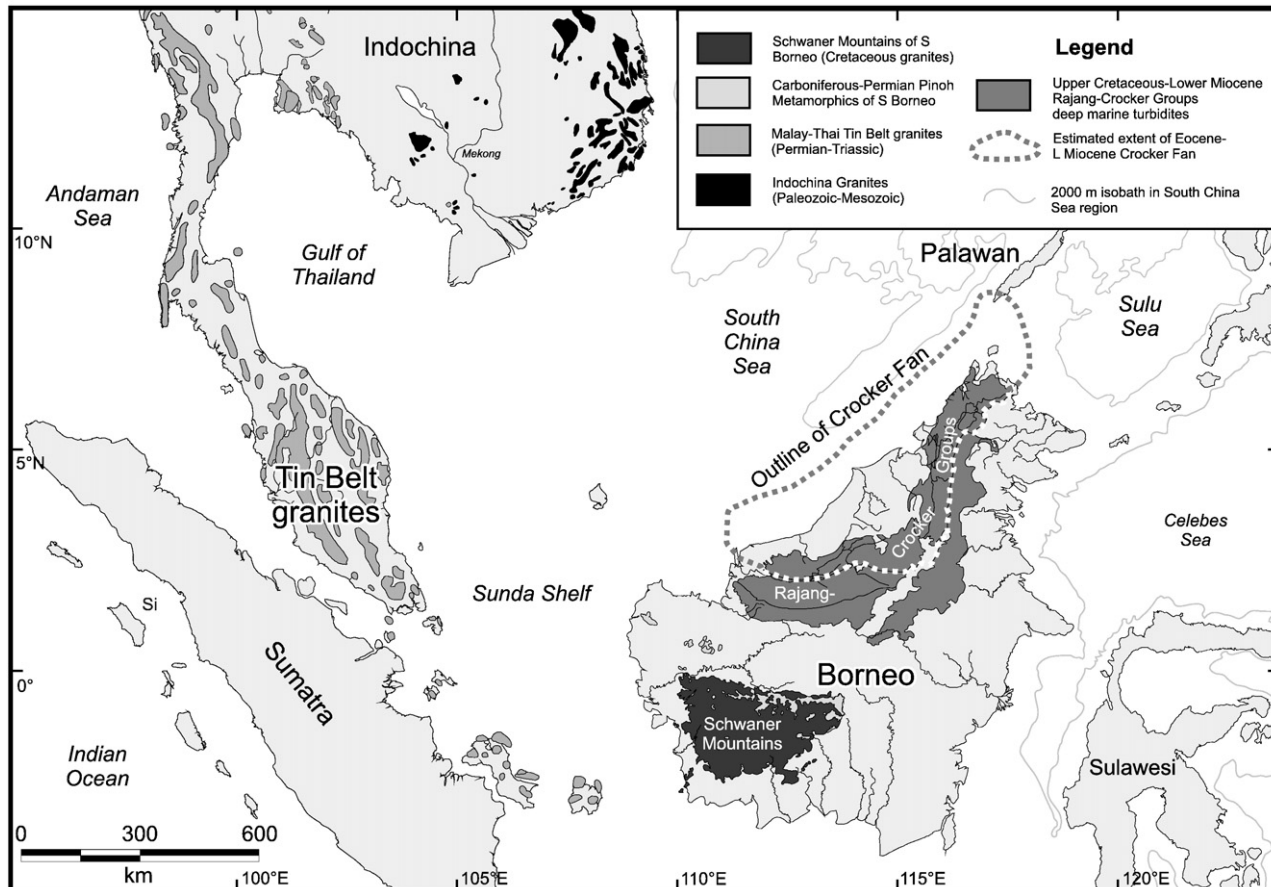 Indochina
Mekong
Andaman
Sea
10°N
Gulf of
Thailand
Schwaner Mountains of S
Borneo (Cretaceous granites)
Carboniferous-Permian Pinoh
Metamorphics of S Borneo
Malay-Thai Tin Belt granites
(Permian-Triassic)
Indochina Granites
(Paleozoic-Mesozoic)
Legend
Upper Cretaceous-Lower Miocene
Rajang-Crocker Groups
deep marine turbidites
Estimated extent of Eocene-
L Miocene Crocker Fan
2000 m isobath in South China
Sea region
Palawan
South
China
Sea
Sulu
Sea
Outline of Crocker Fan
5°N
Tin Belt
granites
Groups
Crocker
Rajang-
Celebes
Sea
Si
Sunda Shelf
Sumatra
0°
Borneo
Schwaner
Mountains
Indian
Ocean
Sulawesi
0 300 600
km
100°E 105°E 110°E 115°E 120°E